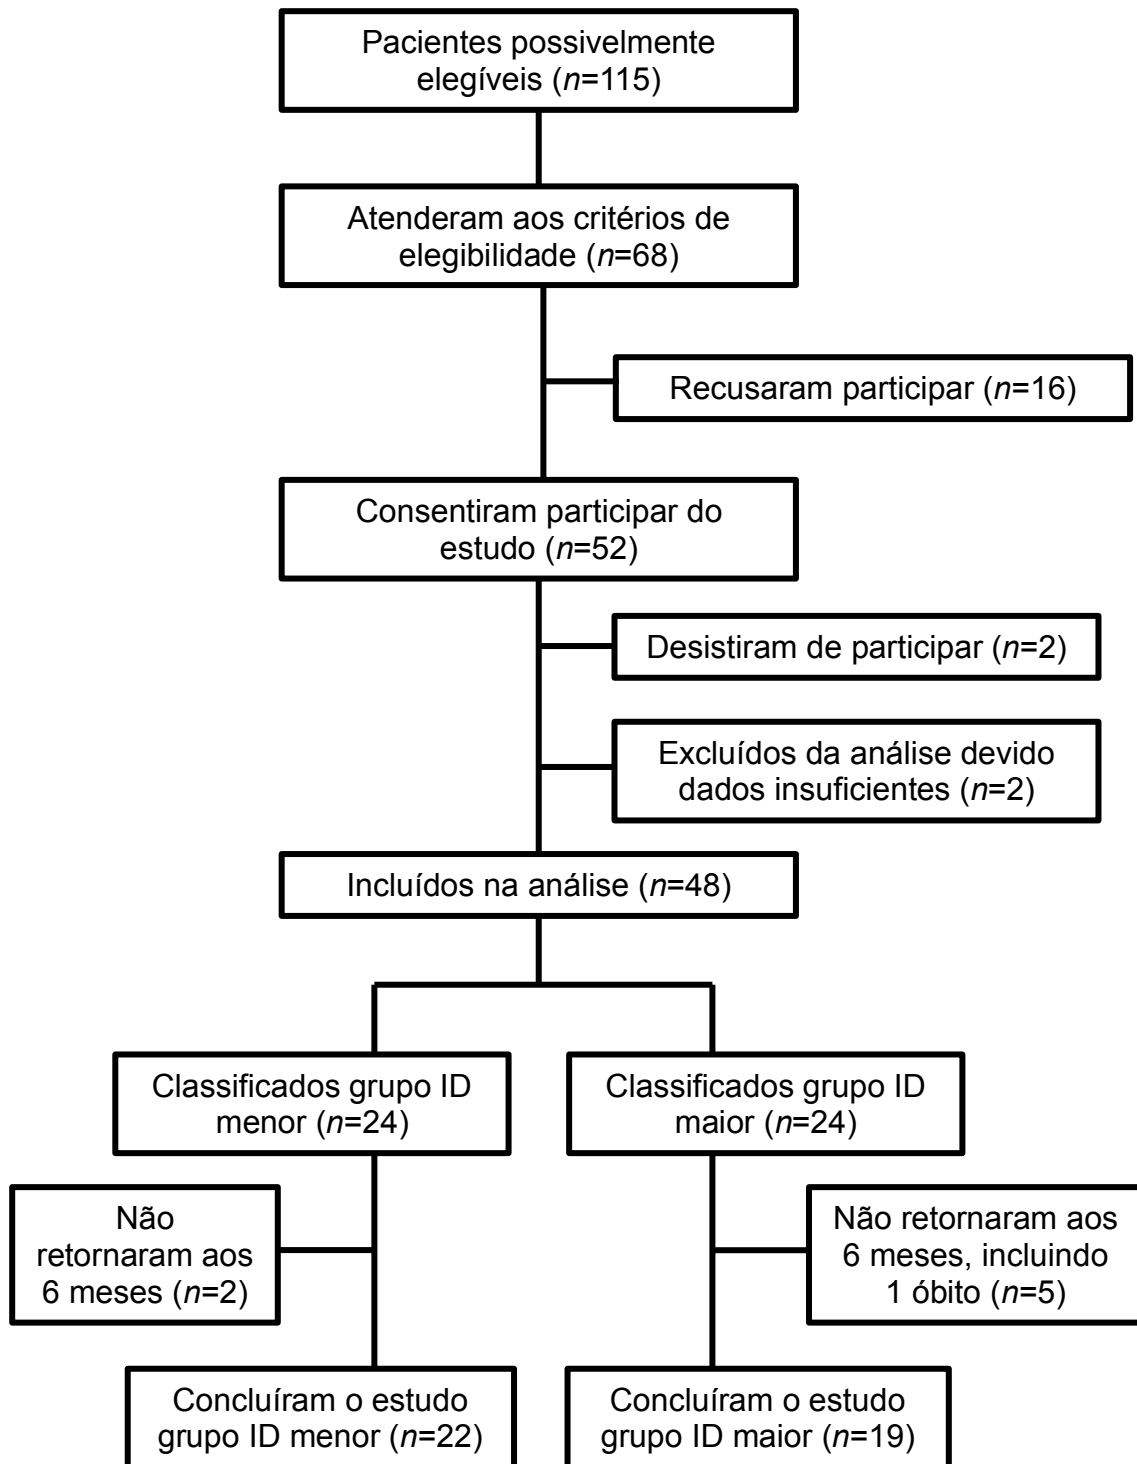 Pacientes possivelmente
elegíveis (n=115)
Atenderam aos critérios de
elegibilidade (n=68)
Recusaram participar (n=16)
Consentiram participar do
estudo (n=52)
Desistiram de participar (n=2)
Excluídos da análise devido
dados insuficientes (n=2)
Incluídos na análise (n=48)
Classificados grupo ID
menor (n=24)
Classificados grupo ID
maior (n=24)
Não
retornaram aos
6 meses (n=2)
Não retornaram aos
6 meses, incluindo
1 óbito (n=5)
Concluíram o estudo
grupo ID menor (n=22)
Concluíram o estudo
grupo ID maior (n=19)